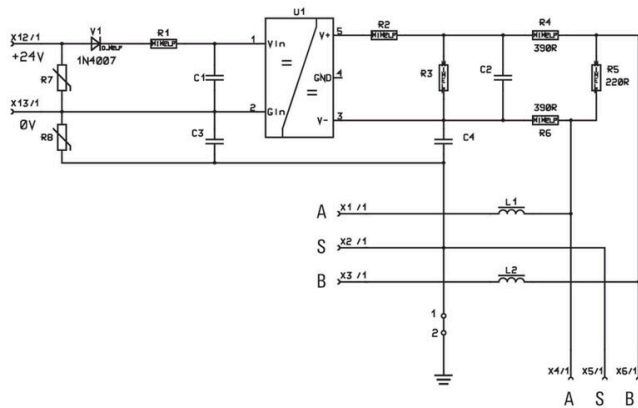 U1
X12/1 V1 R1 R2 R4
+24V 1N4007 1 VIn V+ 5 390R
R7 C1 = GND 4 R3 C2 R5
220R
X13/1 2 GIn = V- 3 390R
0V R6
R8 C3 C4
A X1/1 L1
S X2/1
B X3/1 L2
1
2
X4/1 X5/1 X6/1
A S B